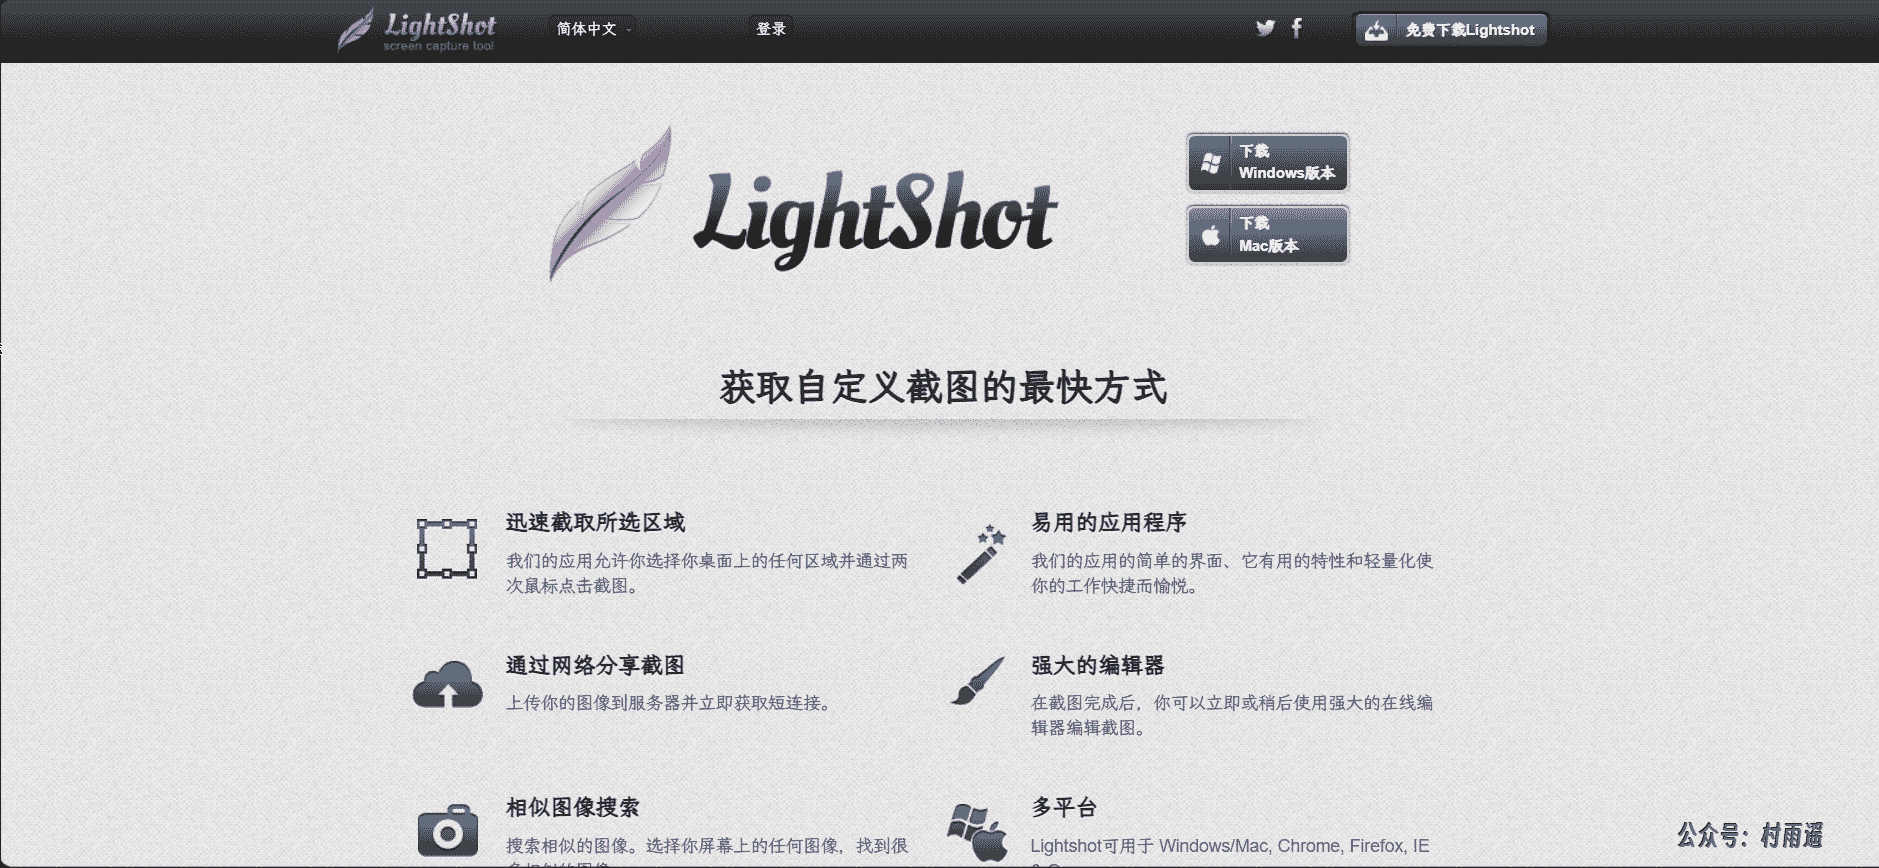 LightShot
screen capture tool
简体中文
登录
免费下载Lightshot
LightShot
下载
Windows版本
下载
Mac版本
获取自定义截图的最快方式
迅速截取所选区域
我们的应用允许你选择你桌面上的任何区域并通过两
次鼠标点击截图。
易用的应用程序
我们的应用的简单的界面、它有用的特性和轻量化使
你的工作快捷而愉悦。
通过网络分享截图
上传你的图像到服务器并立即获取短连接。
强大的编辑器
在截图完成后，你可以立即或稍后使用强大的在线编
辑器编辑截图。
相似图像搜索
搜索相似的图像。选择你屏幕上的任何图像，找到很
多平台
Lightshot可用于 Windows/Mac, Chrome, Firefox, IE
公众号：村雨遥